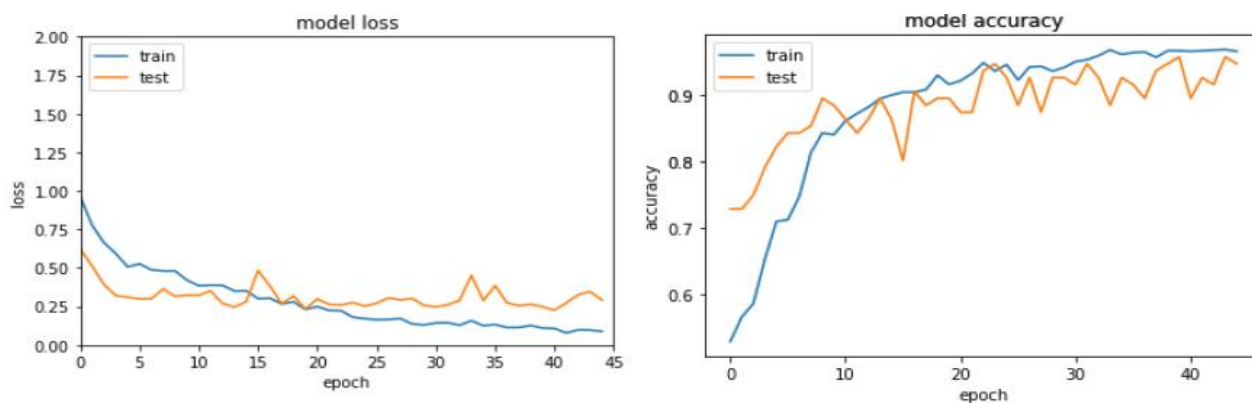 model loss
2.00
1.75
1.50
1.25
1.00
0.75
0.50
0.25
0.00
loss
train
test
0 5 10 15 20 25 30 35 40 45
epoch
model accuracy
0.9
0.8
0.7
0.6
accuracy
train
test
0 10 20 30 40
epoch